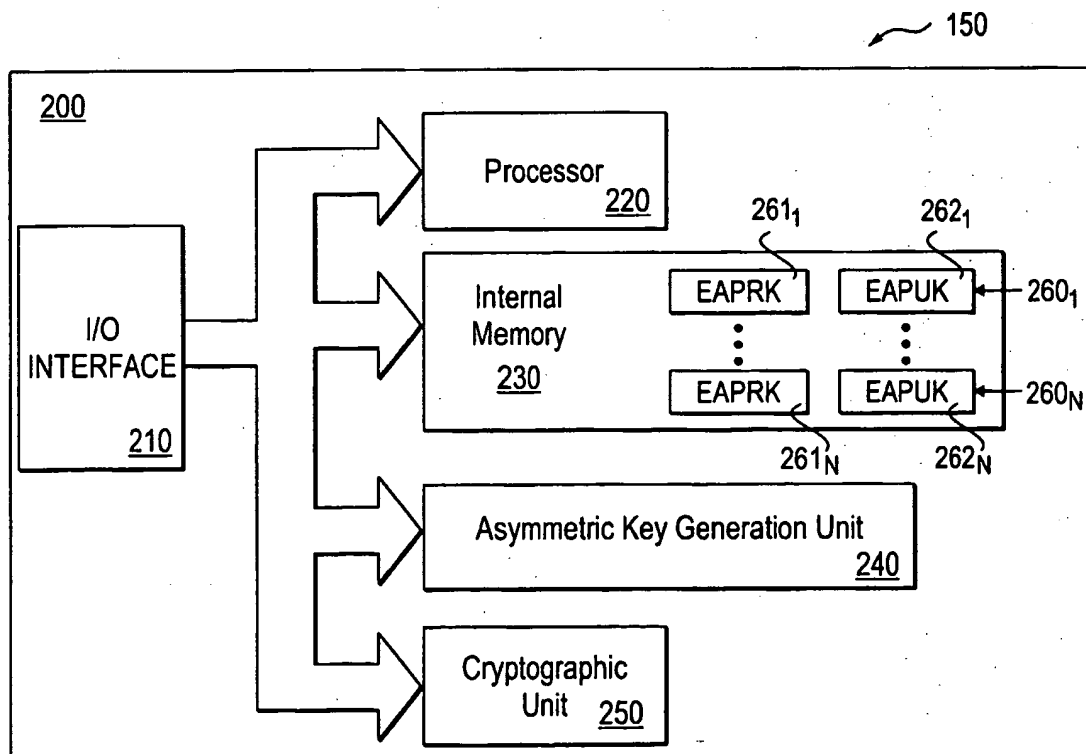 150
200
Processor
220
261₁
262₁
I/O
INTERFACE
210
Internal
Memory
230
EAPRK
EAPUK
260₁
EAPRK
EAPUK
260N
261N
262N
Asymmetric Key Generation Unit
240
Cryptographic
Unit
250